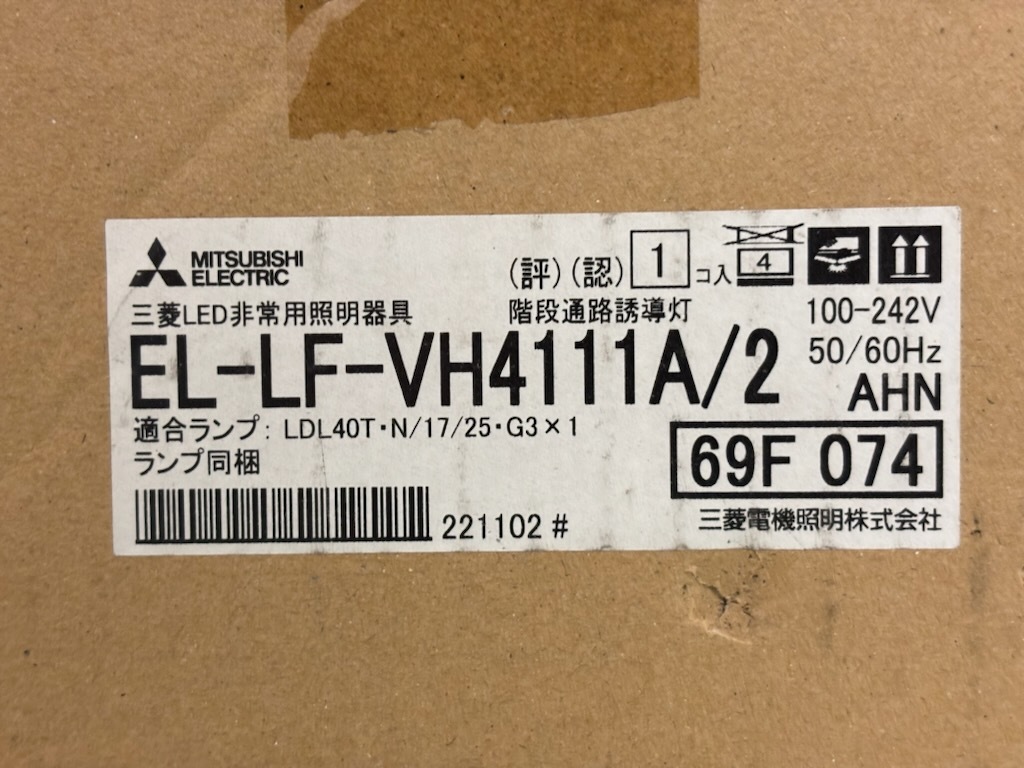 MITSUBISHI
ELECTRIC
(評)(認) 1 コ入 4
三菱LED非常用照明器具 階段通路誘導灯 100-242V
EL-LF-VH4111A/2 50/60Hz
AHN
適合ランプ: LDL40T・N/17/25・G3×1
ランプ同梱
69F 074
221102#
三菱電機照明株式会社